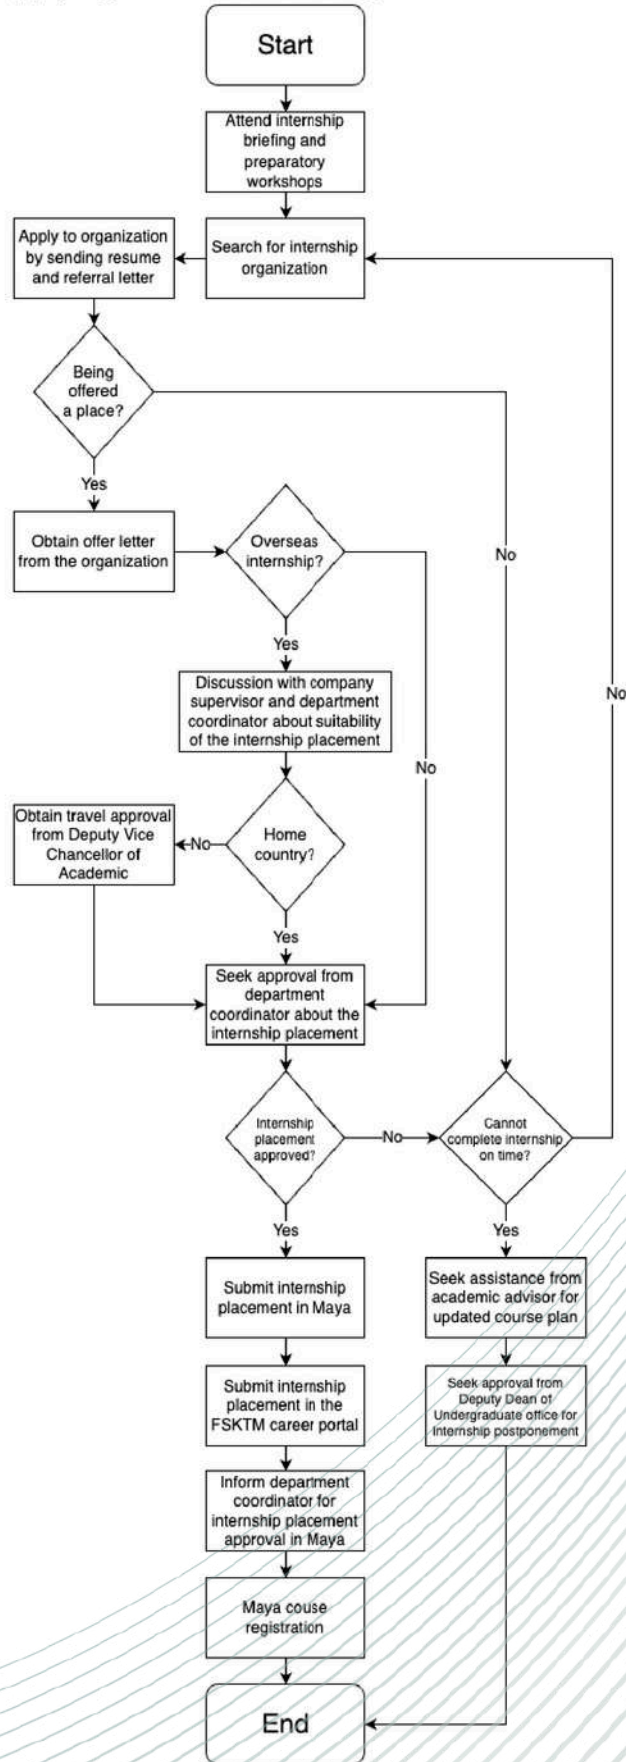 Start
Attend internship
briefing and
preparatory
workshops
Search for internship
organization
Apply to organization
by sending resume
and referral letter
Being
offered
a place?
Yes
No
Obtain offer letter
from the organization
Overseas
internship?
Yes
No
Discussion with company
supervisor and department
coordinator about suitability
of the internship placement
Home
country?
No
Obtain travel approval
from Deputy Vice
Chancellor of
Academic
Yes
Seek approval from
department
coordinator about the
internship placement
Internship
placement
approved?
No
Cannot
complete internship
on time?
No
Yes
Submit internship
placement in Maya
Submit internship
placement in the
FSKTM career portal
Inform department
coordinator for
internship placement
approval in Maya
Maya couse
registration
Yes
Seek assistance from
academic advisor for
updated course plan
Seek approval from
Deputy Dean of
Undergraduate office for
Internship postponement
End